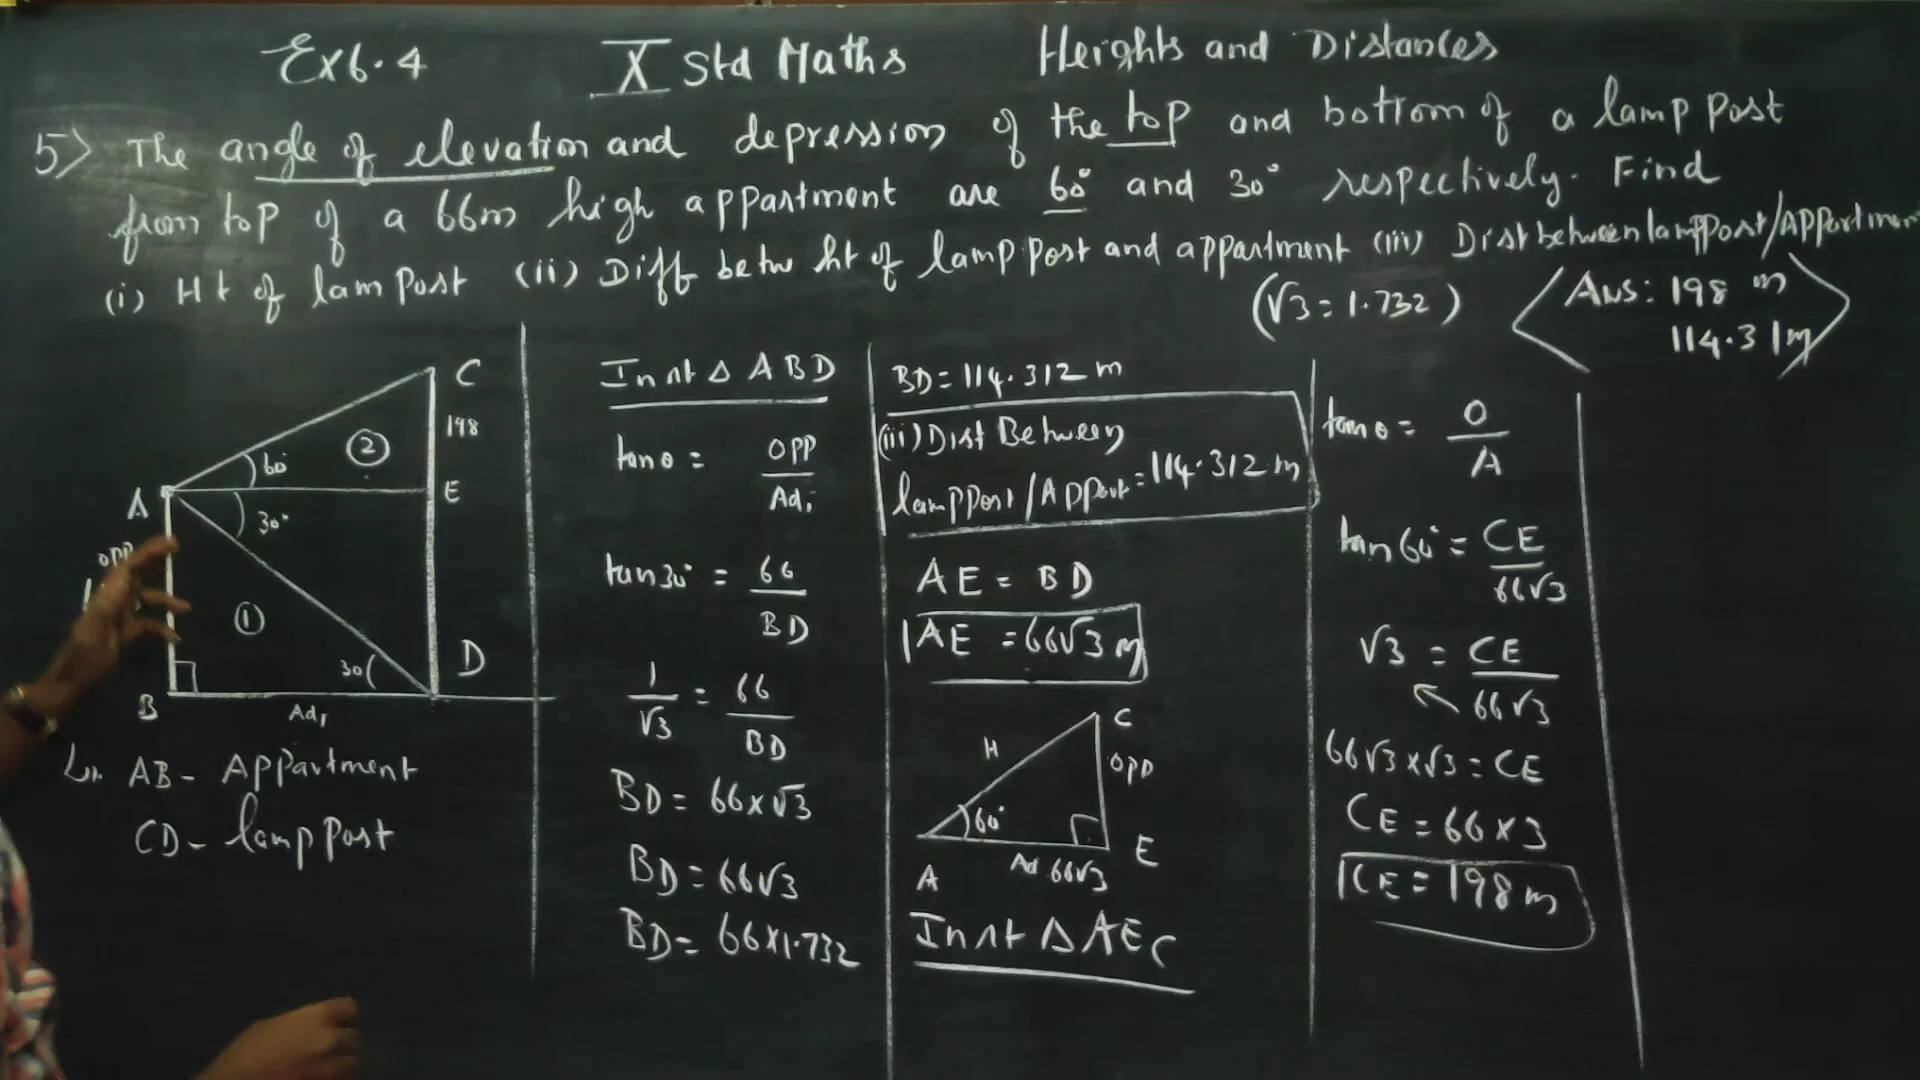 Ex 6.4 X Std Maths Heights and Distances
5> The angle of elevation and depression of the top and bottom of a lamp post
from top of a 66m high appartment are 60° and 30° respectively. Find
(i) Ht of lam Post (ii) Diff betw ht of lamp post and appartment (iii) Dist between lamppost/Appartment
(√3 = 1.732)
Ans: 198 m
114.31m
C
198
60°
2
A
E
30°
opp
1
30
D
B
Adj
AB - Appartment
CD - lamp Post
In rt Δ ABD
tan θ = opp / Adj
tan 30° = 66 / BD
1 / √3 = 66 / BD
BD = 66 x √3
BD = 66√3
BD = 66 x 1.732
BD = 114.312 m
(iii) Dist Between
lamppost / Appart = 114.312 m
AE = BD
AE = 66√3 m
C
H
opp
60°
E
Ad 66√3
A
In rt Δ AEC
tan θ = O / A
tan 60° = CE / 66√3
√3 = CE / 66√3
66√3 x √3 = CE
CE = 66 x 3
CE = 198 m